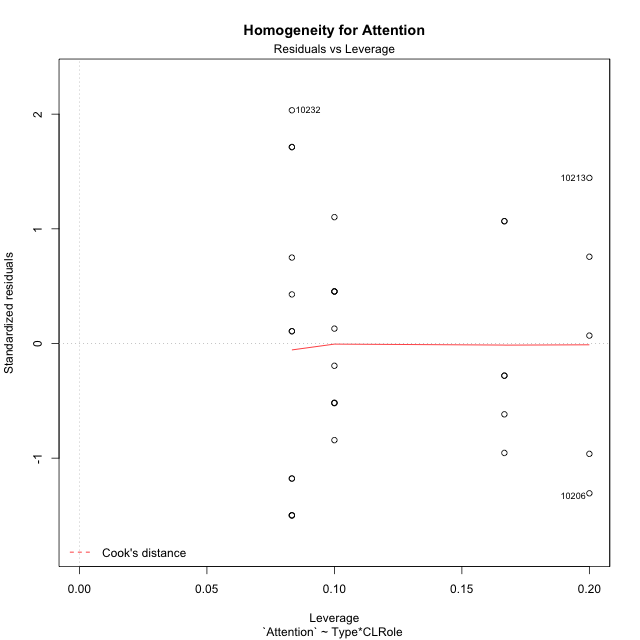 Homogeneity for Attention
Residuals vs Leverage
Standardized residuals
2
1
0
-1
10232
10213
10206
Cook's distance
0.00
0.05
0.10
0.15
0.20
Leverage
`Attention` ~ Type*CLRole